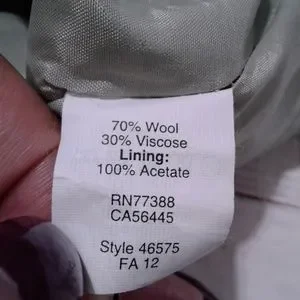 70% Wool
30% Viscose
Lining:
100% Acetate
RN77388
CA56445
Style 46575
FA 12